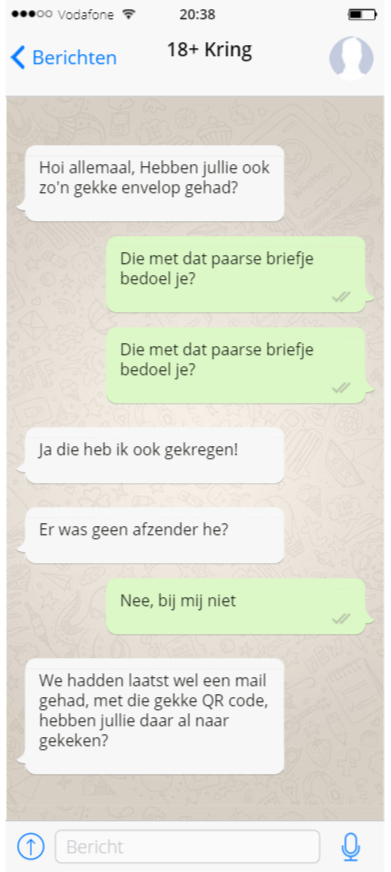 Vodafone 20:38
Berichten 18+ Kring
Hoi allemaal, Hebben jullie ook
zo'n gekke envelop gehad?
Die met dat paarse briefje
bedoel je?
Die met dat paarse briefje
bedoel je?
Ja die heb ik ook gekregen!
Er was geen afzender he?
Nee, bij mij niet
We hadden laatst wel een mail
gehad, met die gekke QR code,
hebben jullie daar al naar
gekeken?
Bericht